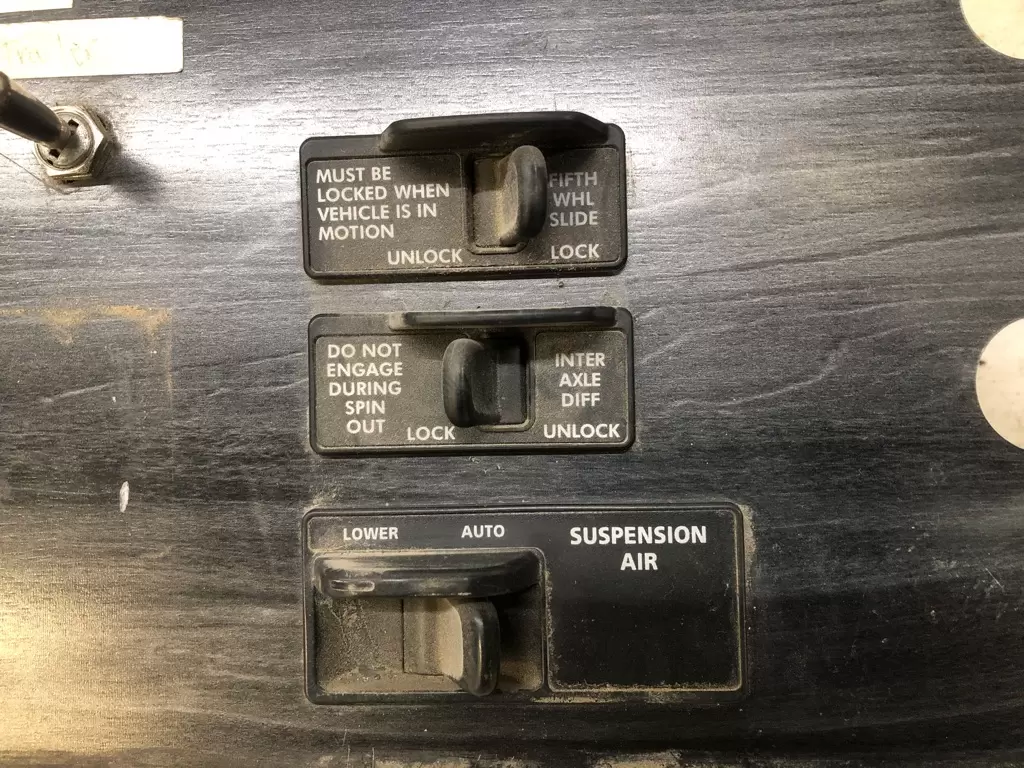 Trailer
MUST BE
LOCKED WHEN
VEHICLE IS IN
MOTION
UNLOCK
FIFTH
WHL
SLIDE
LOCK
DO NOT
ENGAGE
DURING
SPIN
OUT
LOCK
INTER
AXLE
DIFF
UNLOCK
LOWER
AUTO
SUSPENSION
AIR